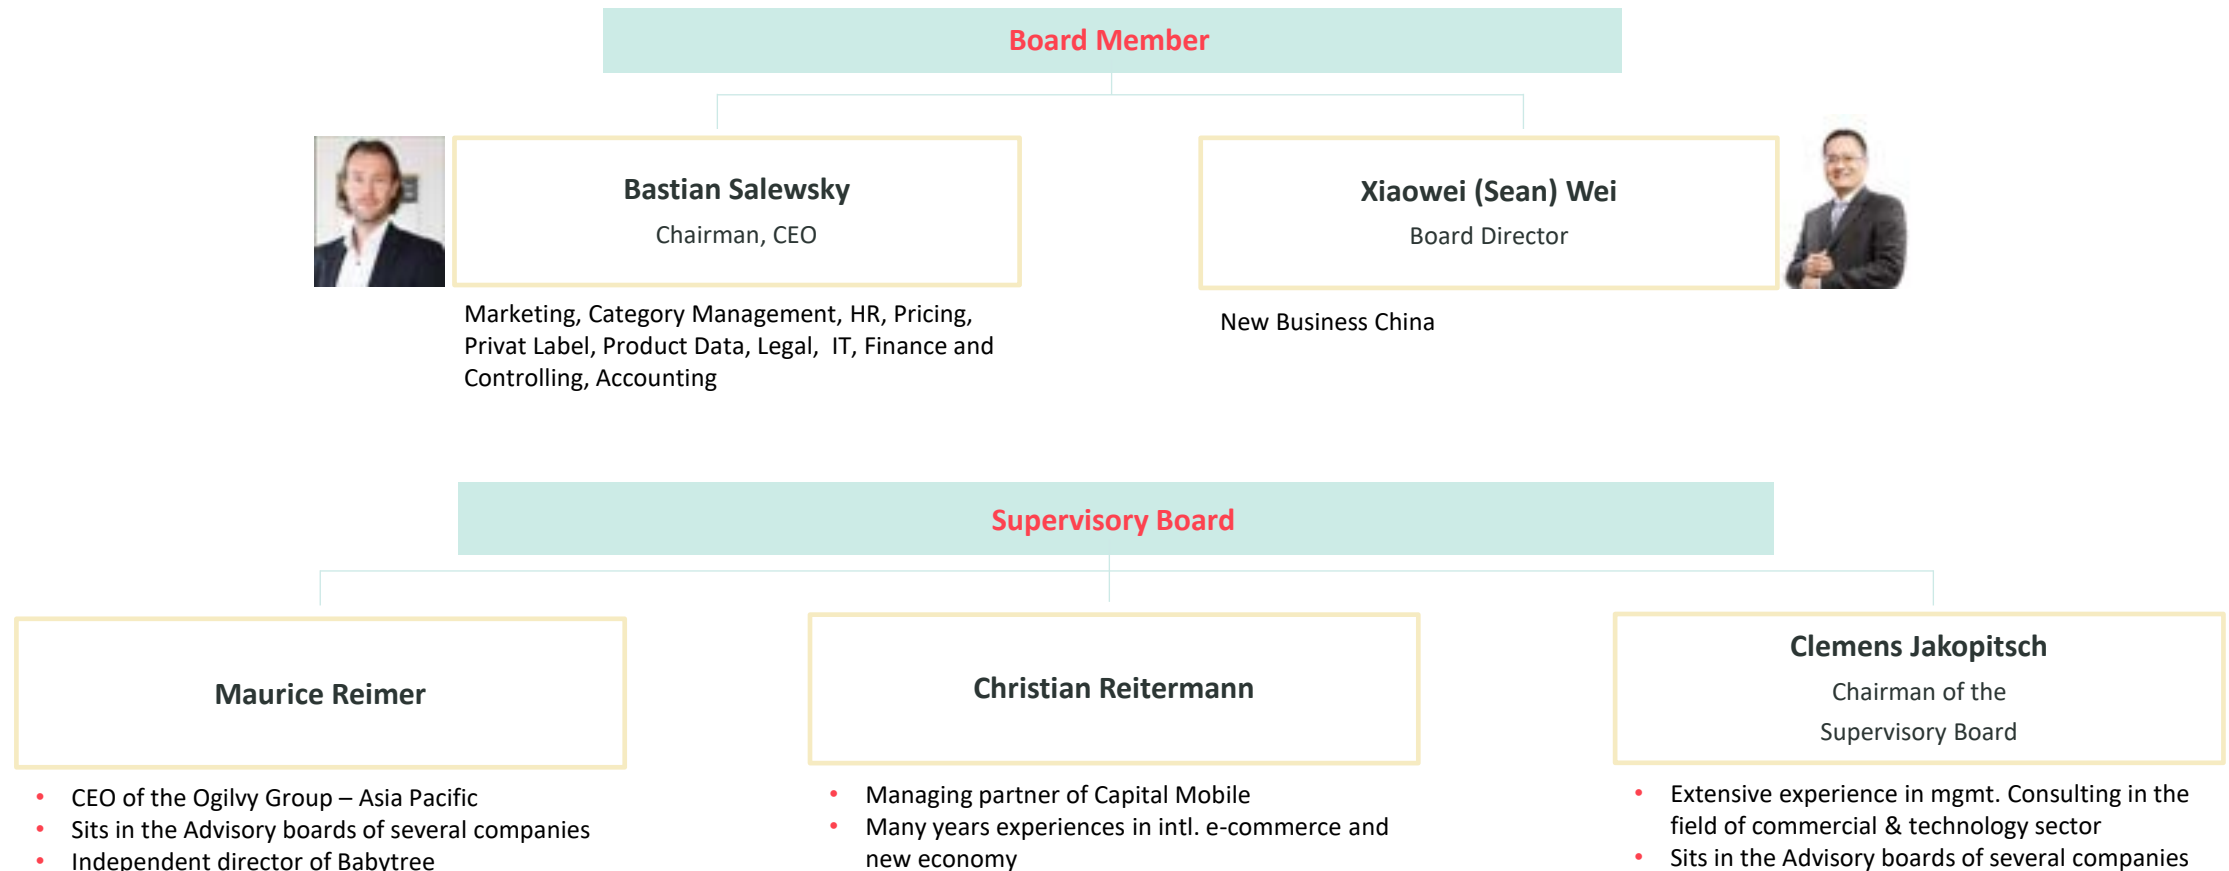 Board Member
Bastian Salewsky
Chairman, CEO
Marketing, Category Management, HR, Pricing,
Privat Label, Product Data, Legal,  IT, Finance and
Controlling, Accounting
Xiaowei (Sean) Wei
Board Director
New Business China
Supervisory Board
Maurice Reimer
• CEO of the Ogilvy Group – Asia Pacific
• Sits in the Advisory boards of several companies
• Independent director of Babytree
Christian Reitermann
• Managing partner of Capital Mobile
• Many years experiences in intl. e-commerce and
new economy
Clemens Jakopitsch
Chairman of the
Supervisory Board
• Extensive experience in mgmt. Consulting in the
field of commercial & technology sector
• Sits in the Advisory boards of several companies